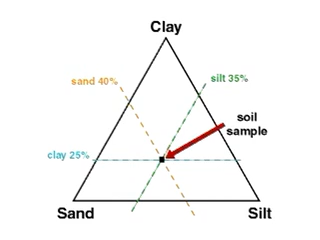 Clay
sand 40%
silt 35%
soil
sample
clay 25%
Sand
Silt